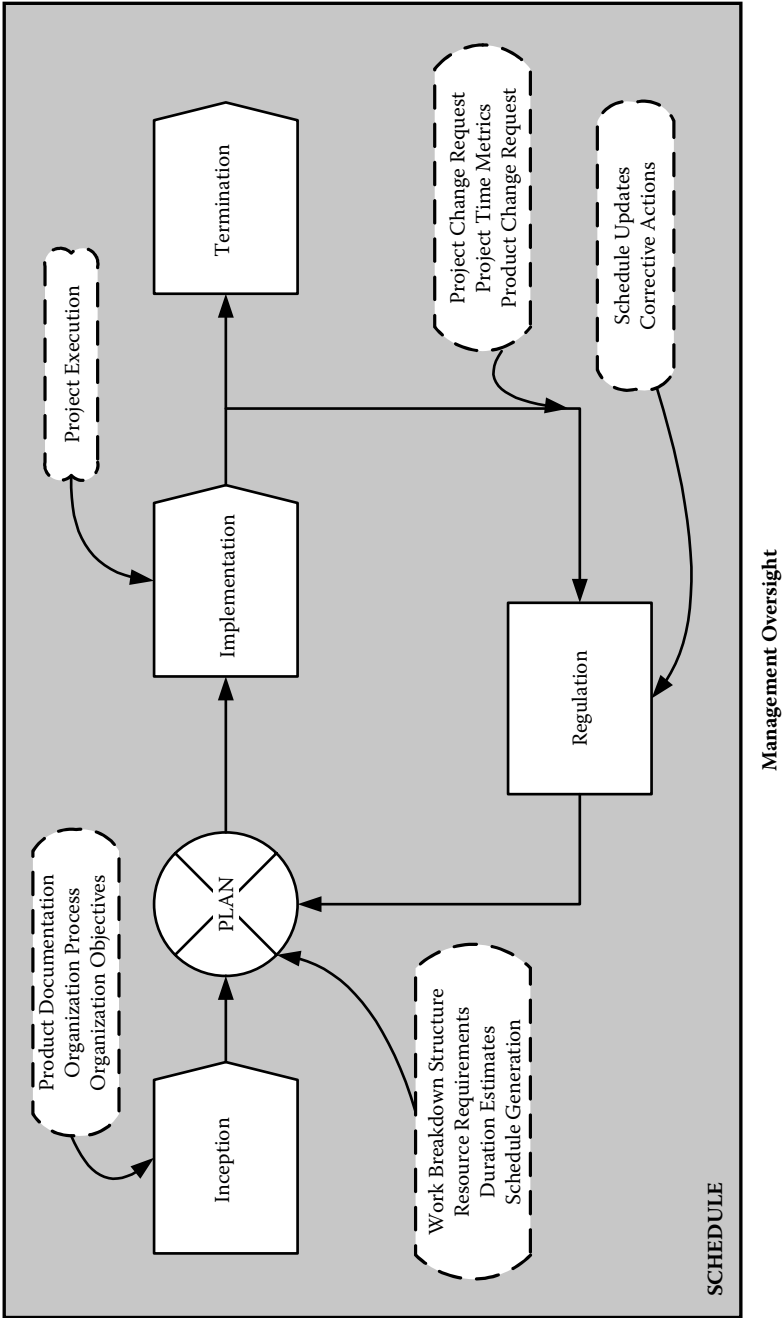 Product Documentation
Organization Process
Organization Objectives
Project Execution
Inception
PLAN
Implementation
Termination
Work Breakdown Structure
Resource Requirements
Duration Estimates
Schedule Generation
Regulation
Project Change Request
Project Time Metrics
Product Change Request
Schedule Updates
Corrective Actions
SCHEDULE
Management Oversight